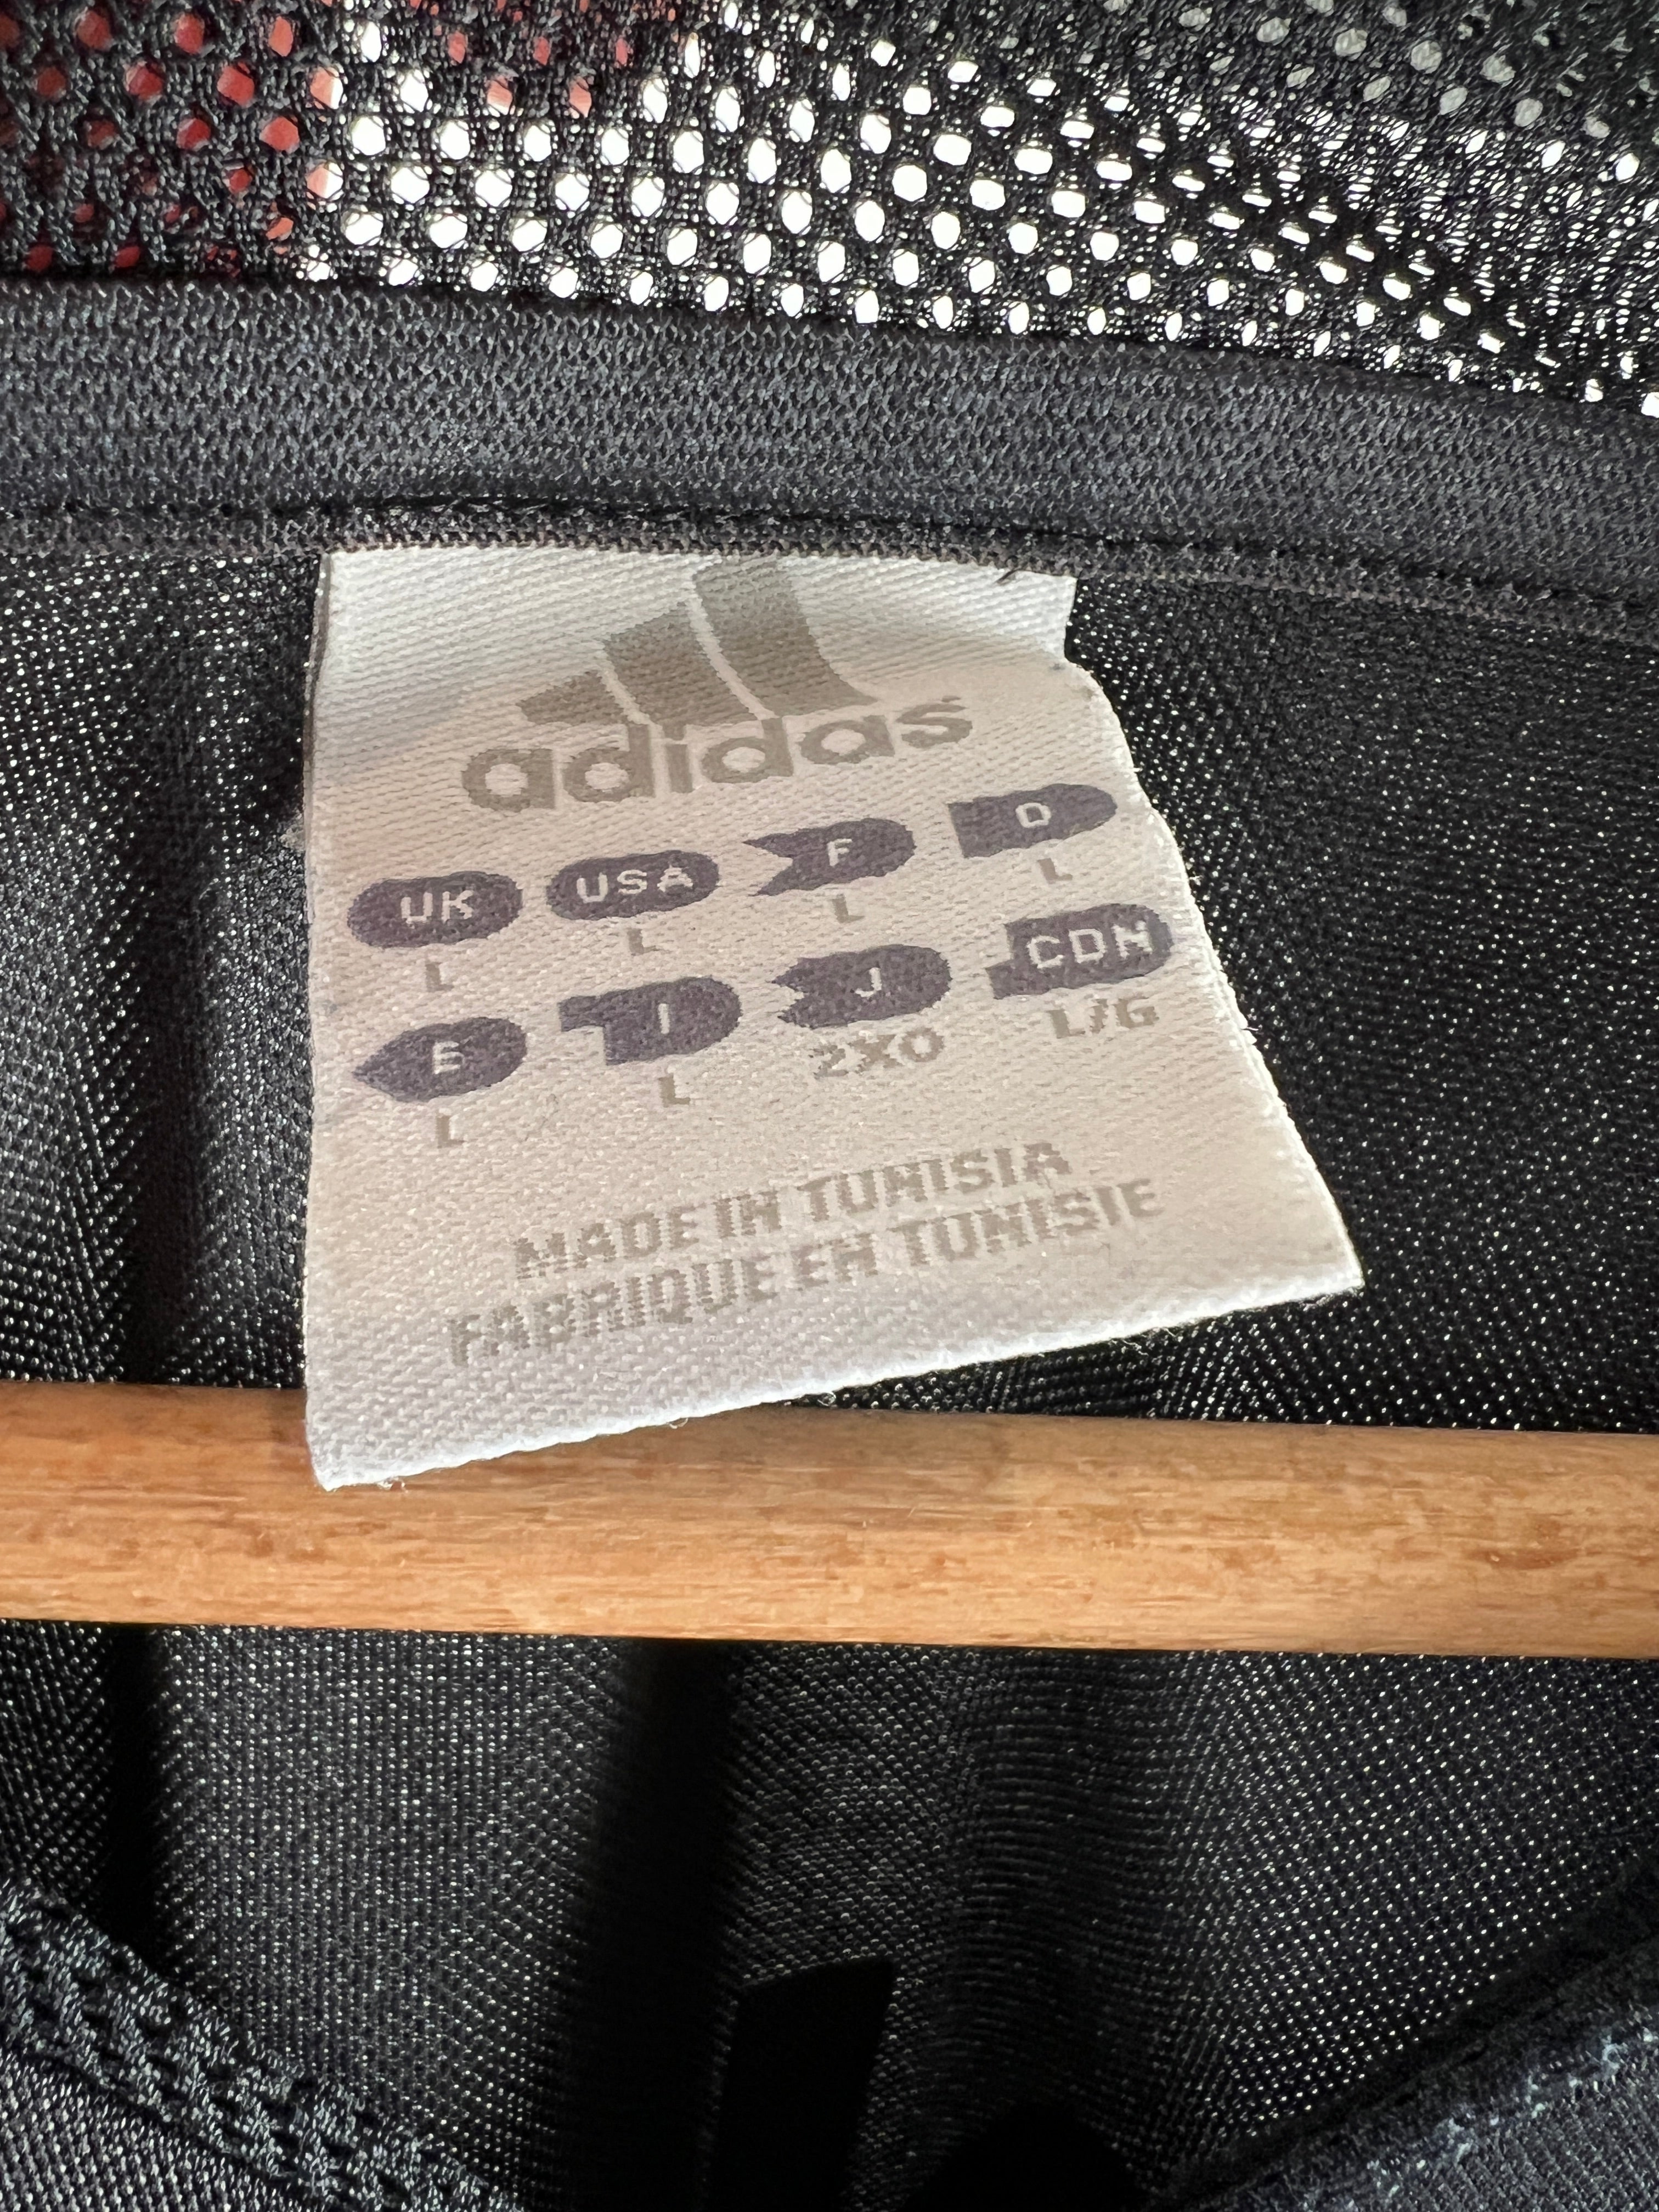 adidas
UK USA F D
L L L L
E I J CDN
L L 2XO L/G
MADE IN TUNISIA
FABRIQUE EN TUNISIE